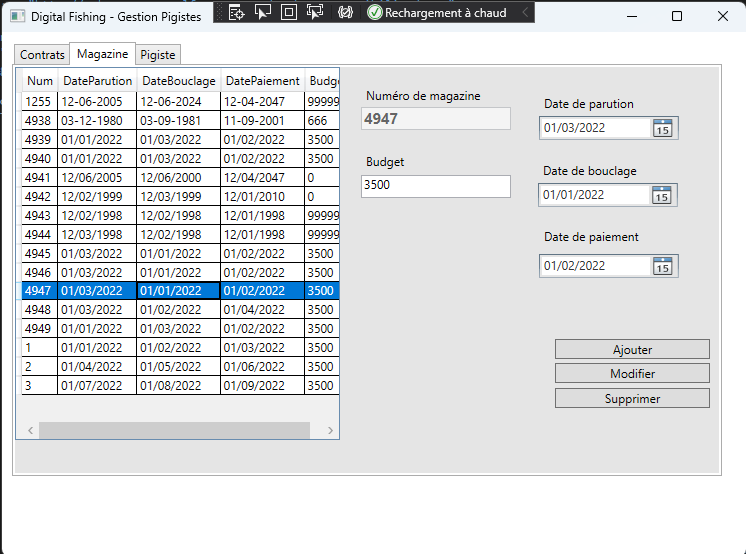 Digital Fishing - Gestion Pigistes
Rechargement à chaud
Contrats Magazine Pigiste
Num DateParution DateBouclage DatePaiement Budge
1255 12-06-2005 12-06-2024 12-04-2047 99999
4938 03-12-1980 03-09-1981 11-09-2001 666
4939 01/01/2022 01/03/2022 01/02/2022 3500
4940 01/01/2022 01/03/2022 01/02/2022 3500
4941 12/06/2005 12/06/2000 12/04/2047 0
4942 12/02/1999 12/03/1999 12/01/2010 0
4943 12/02/1998 12/02/1998 12/01/1998 99999
4944 12/03/1998 12/02/1998 12/01/1998 99999
4945 01/03/2022 01/01/2022 01/02/2022 3500
4946 01/03/2022 01/01/2022 01/02/2022 3500
4947 01/03/2022 01/01/2022 01/02/2022 3500
4948 01/03/2022 01/02/2022 01/04/2022 3500
4949 01/01/2022 01/03/2022 01/02/2022 3500
1 01/01/2022 01/02/2022 01/03/2022 3500
2 01/04/2022 01/05/2022 01/06/2022 3500
3 01/07/2022 01/08/2022 01/09/2022 3500
Numéro de magazine
4947
Budget
3500
Date de parution
01/03/2022 15
Date de bouclage
01/01/2022 15
Date de paiement
01/02/2022 15
Ajouter
Modifier
Supprimer